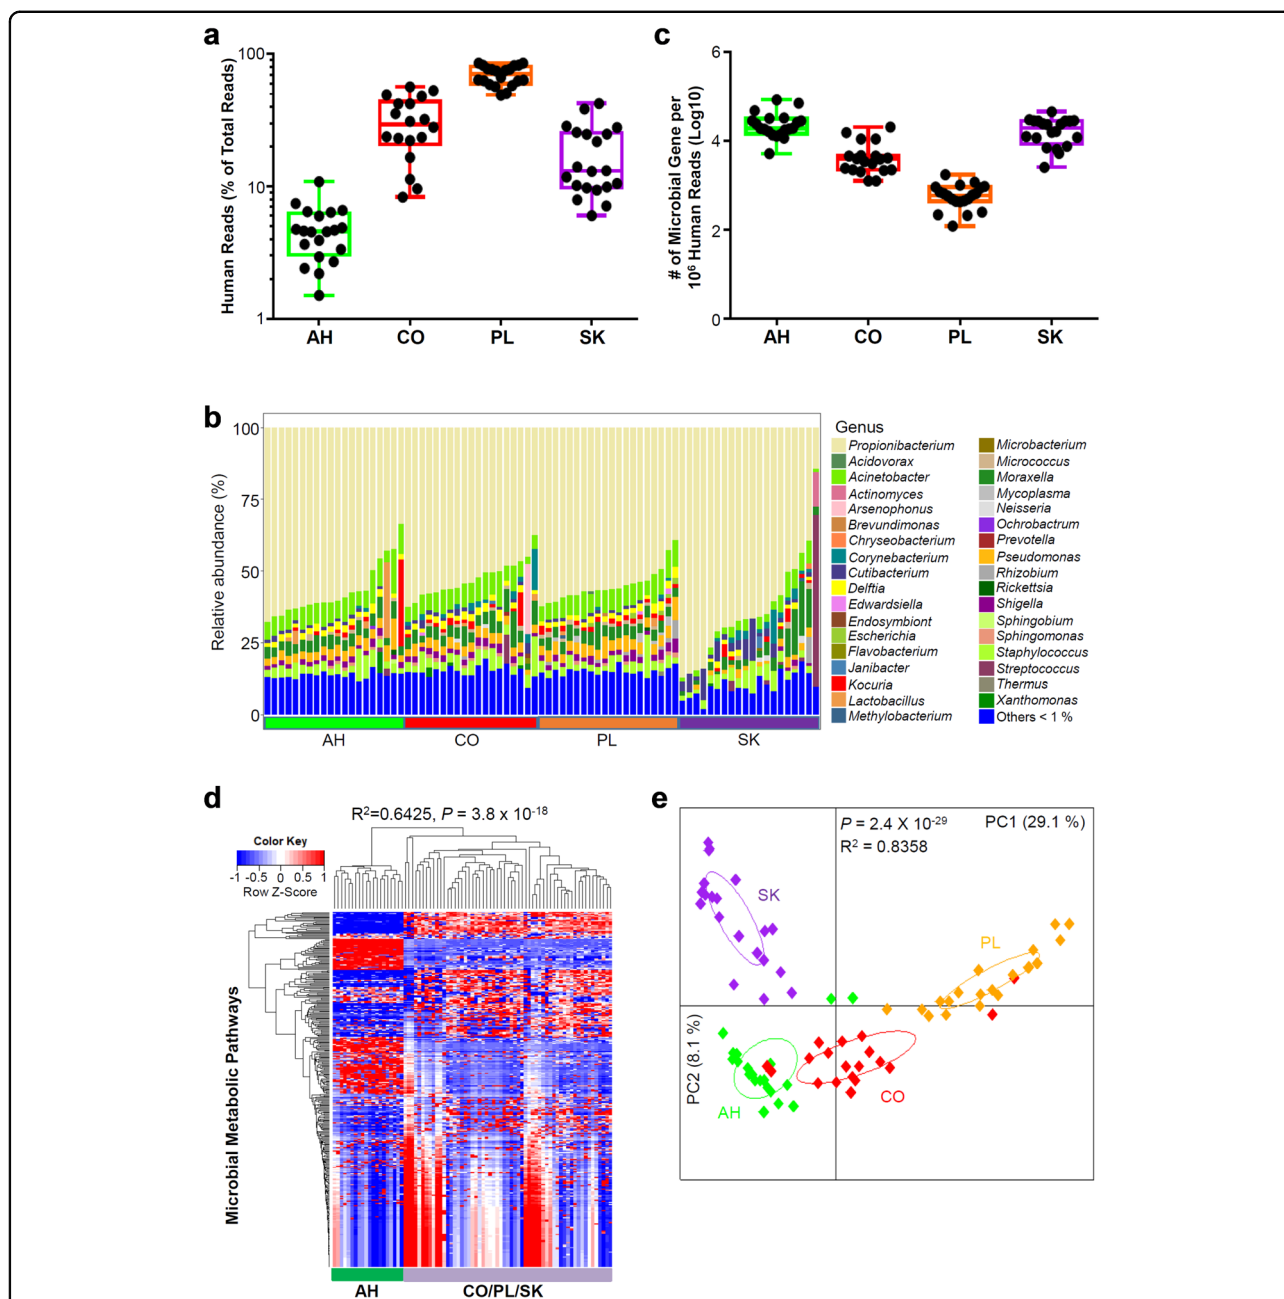 a
Human Reads (% of Total Reads)
100
10
1
AH CO PL SK
c
# of Microbial Gene per
10⁶ Human Reads (Log10)
6
4
2
0
AH CO PL SK
b
Relative abundance (%)
100
75
50
25
0
AH CO PL SK
Genus
Propionibacterium
Acidovorax
Acinetobacter
Actinomyces
Arsenophonus
Brevundimonas
Chryseobacterium
Corynebacterium
Cutibacterium
Delftia
Edwardsiella
Endosymbiont
Escherichia
Flavobacterium
Janibacter
Kocuria
Lactobacillus
Methylobacterium
Microbacterium
Micrococcus
Moraxella
Mycoplasma
Neisseria
Ochrobactrum
Prevotella
Pseudomonas
Rhizobium
Rickettsia
Shigella
Sphingobium
Sphingomonas
Staphylococcus
Streptococcus
Thermus
Xanthomonas
Others < 1 %
d
R²=0.6425, P = 3.8 x 10⁻¹⁸
Color Key
-1 -0.5 0 0.5 1
Row Z-Score
Microbial Metabolic Pathways
AH CO/PL/SK
e
P = 2.4 X 10⁻²⁹
R² = 0.8358
PC1 (29.1 %)
PC2 (8.1 %)
SK
PL
AH
CO